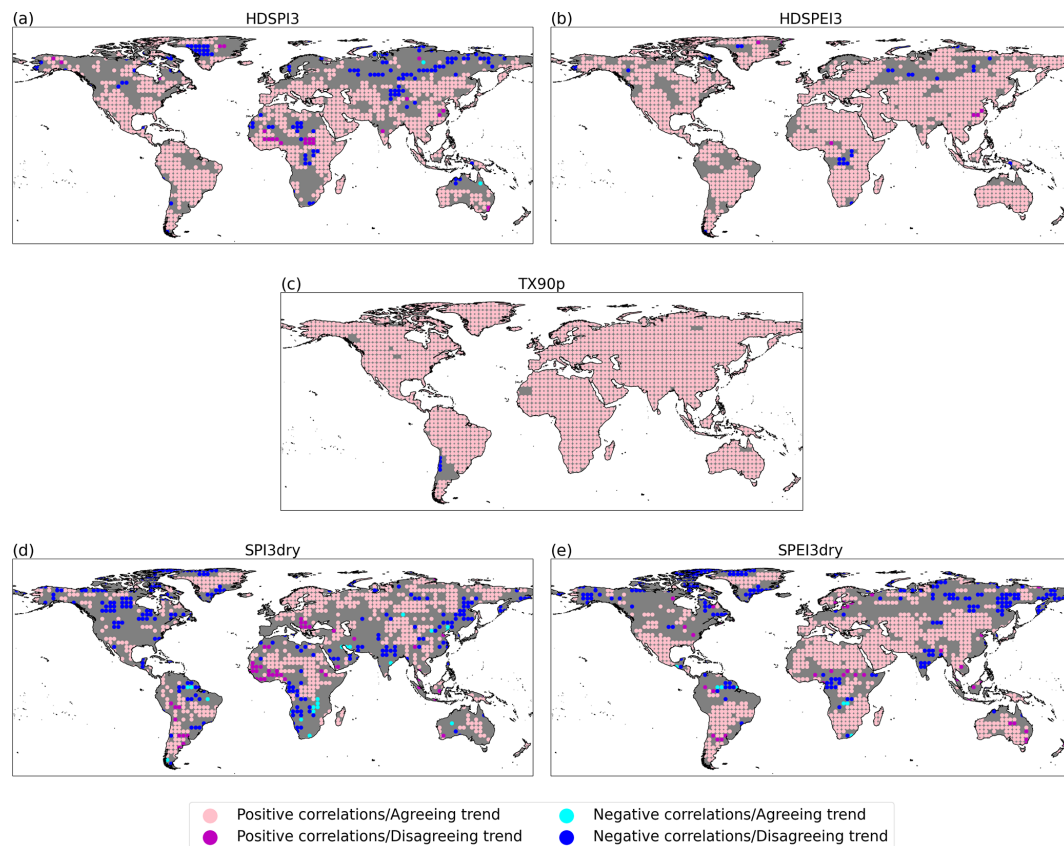 (a) HDSPI3
(b) HDSPEI3
(c) TX90p
(d) SPI3dry
(e) SPEI3dry
Positive correlations/Agreeing trend
Negative correlations/Agreeing trend
Positive correlations/Disagreeing trend
Negative correlations/Disagreeing trend